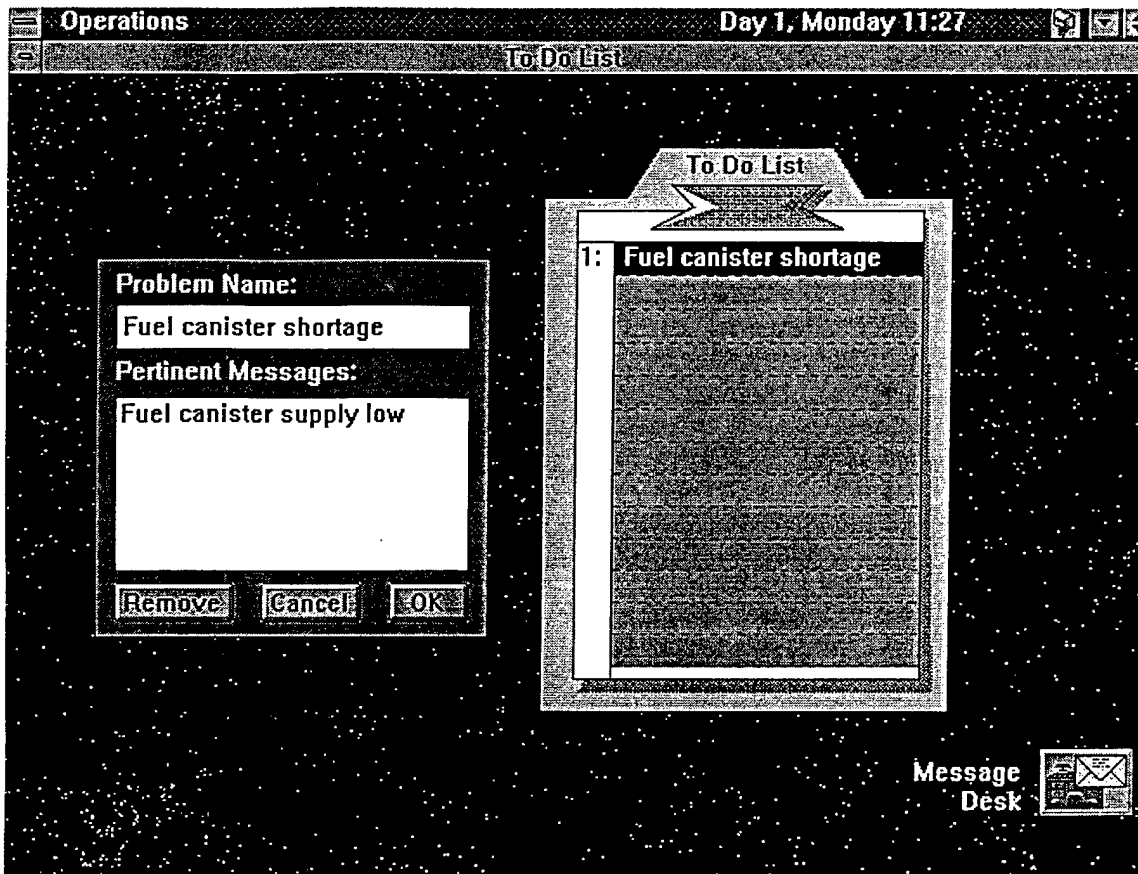 Operations
Day 1, Monday 11:27
To Do List
To Do List
1: Fuel canister shortage
Problem Name:
Fuel canister shortage
Pertinent Messages:
Fuel canister supply low
Remove Cancel OK
Message
Desk